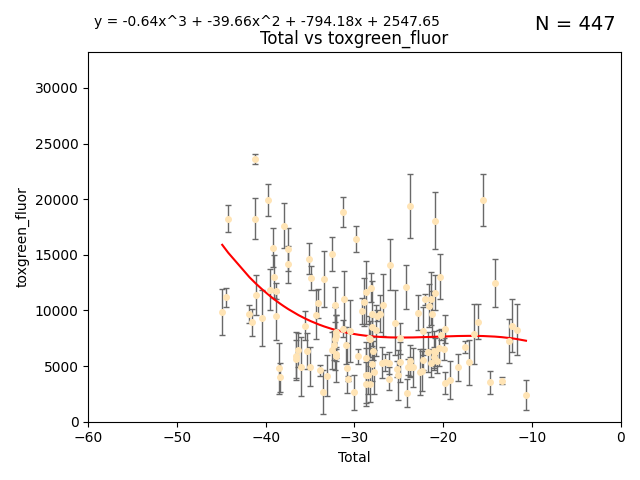 y = -0.64x^3 + -39.66x^2 + -794.18x + 2547.65
N = 447
Total vs toxgreen_fluor
30000
25000
20000
15000
10000
5000
0
toxgreen_fluor
−60 −50 −40 −30 −20 −10 0
Total